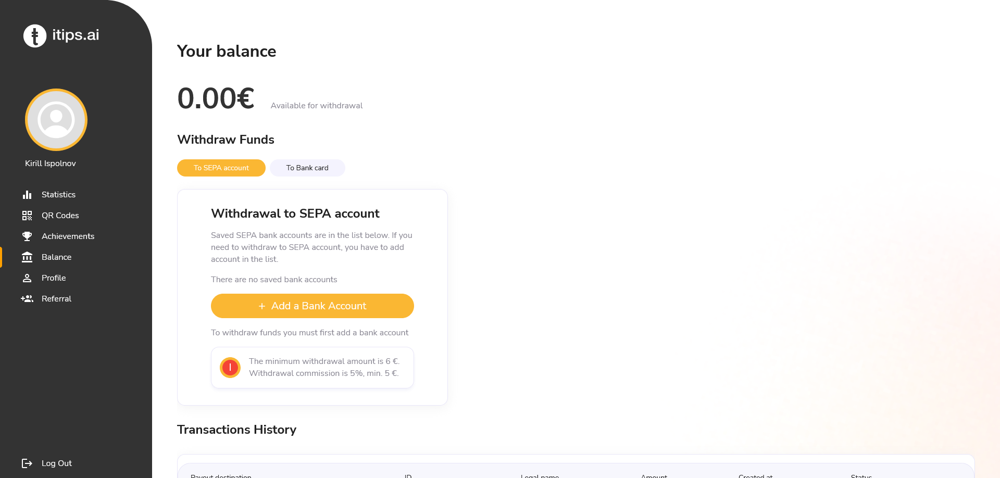 itips.ai
Kirill Ispolnov
Statistics
QR Codes
Achievements
Balance
Profile
Referral
Log Out
Your balance
0.00€ Available for withdrawal
Withdraw Funds
To SEPA account To Bank card
Withdrawal to SEPA account
Saved SEPA bank accounts are in the list below. If you
need to withdraw to SEPA account, you have to add
account in the list.
There are no saved bank accounts
+ Add a Bank Account
To withdraw funds you must first add a bank account
The minimum withdrawal amount is 6 €.
Withdrawal commission is 5%, min. 5 €.
Transactions History
Payout destination ID Legal name Amount Created at Status